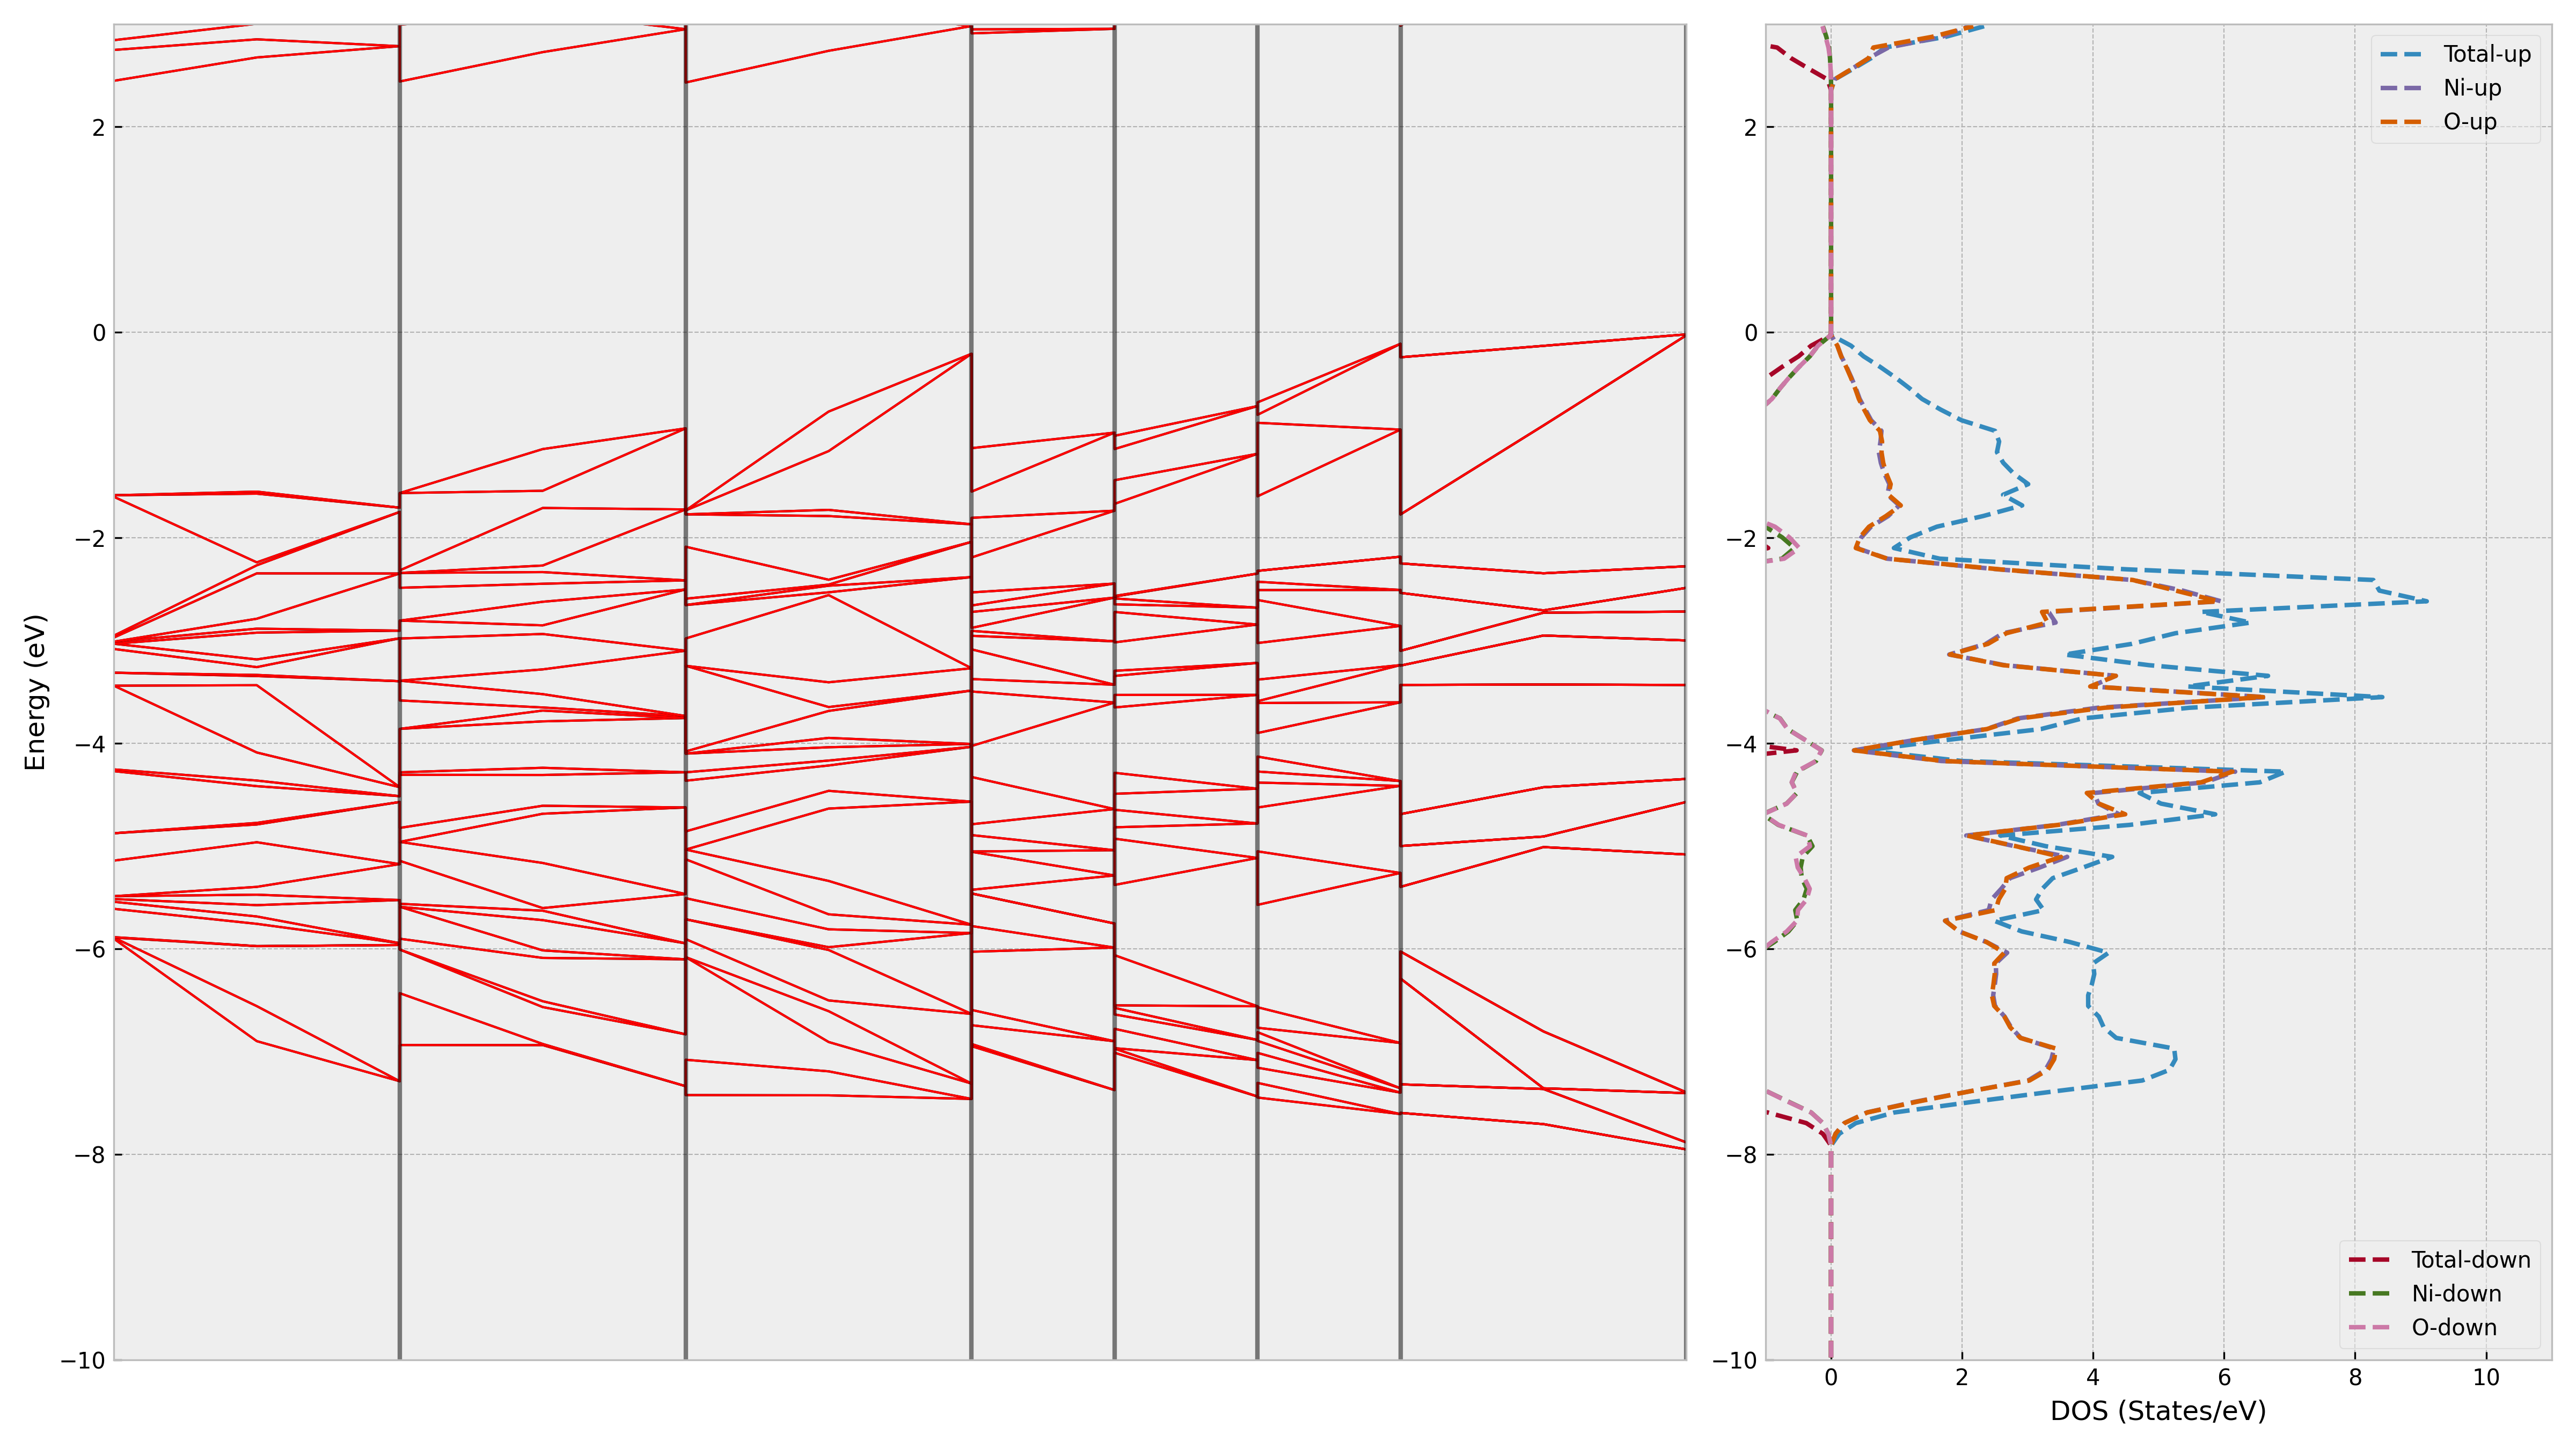 Energy (eV)
2
0
−2
−4
−6
−8
−10
2
0
−2
−4
−6
−8
−10
Total-up
Ni-up
O-up
Total-down
Ni-down
O-down
0 2 4 6 8 10
DOS (States/eV)